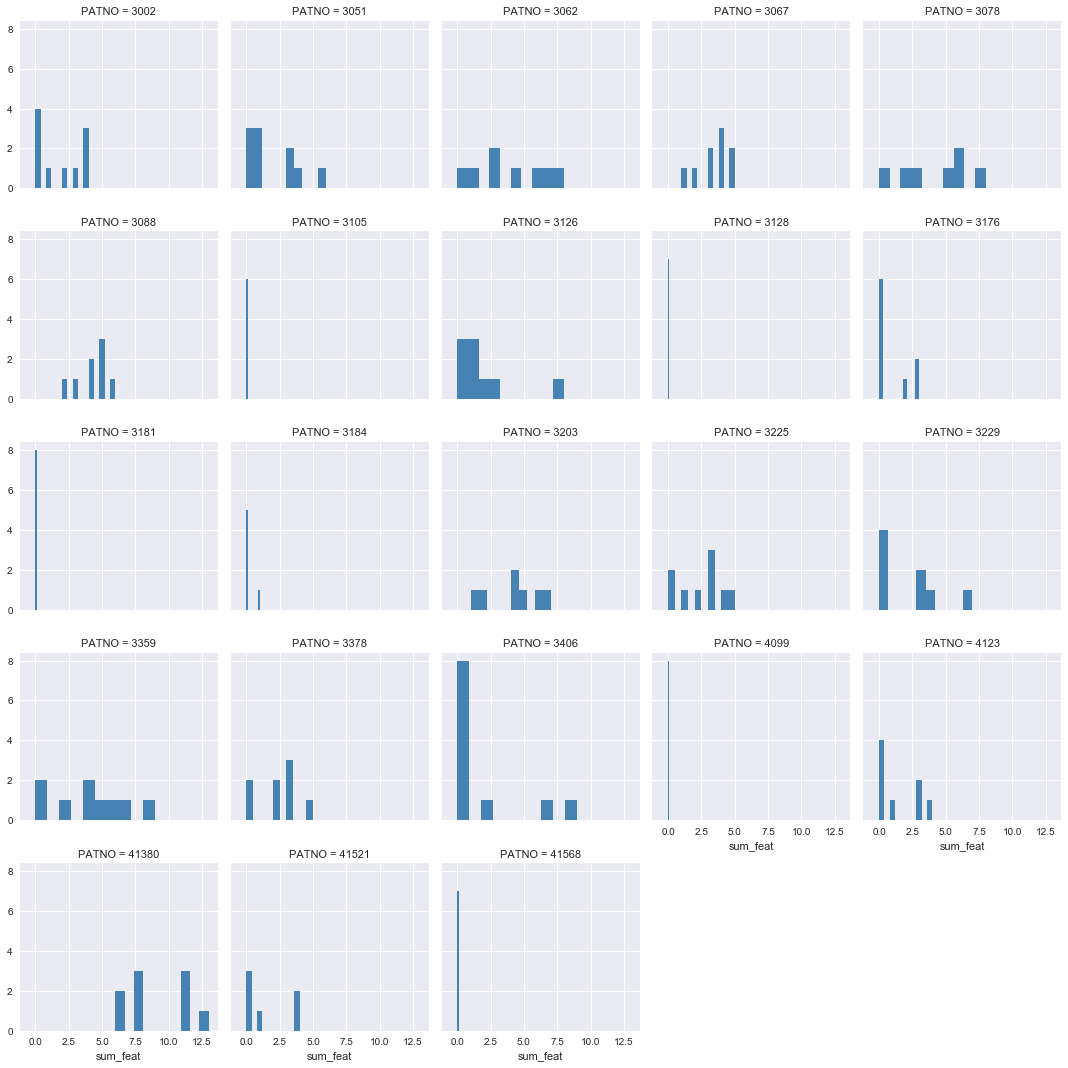 PATNO = 3002 PATNO = 3051 PATNO = 3062 PATNO = 3067 PATNO = 3078
8
6
4
2
0
PATNO = 3088 PATNO = 3105 PATNO = 3126 PATNO = 3128 PATNO = 3176
8
6
4
2
0
PATNO = 3181 PATNO = 3184 PATNO = 3203 PATNO = 3225 PATNO = 3229
8
6
4
2
0
PATNO = 3359 PATNO = 3378 PATNO = 3406 PATNO = 4099 PATNO = 4123
8
6
4
2
0
0.0 2.5 5.0 7.5 10.0 12.5 0.0 2.5 5.0 7.5 10.0 12.5
sum_feat sum_feat
PATNO = 41380 PATNO = 41521 PATNO = 41568
8
6
4
2
0
0.0 2.5 5.0 7.5 10.0 12.5 0.0 2.5 5.0 7.5 10.0 12.5 0.0 2.5 5.0 7.5 10.0 12.5
sum_feat sum_feat sum_feat